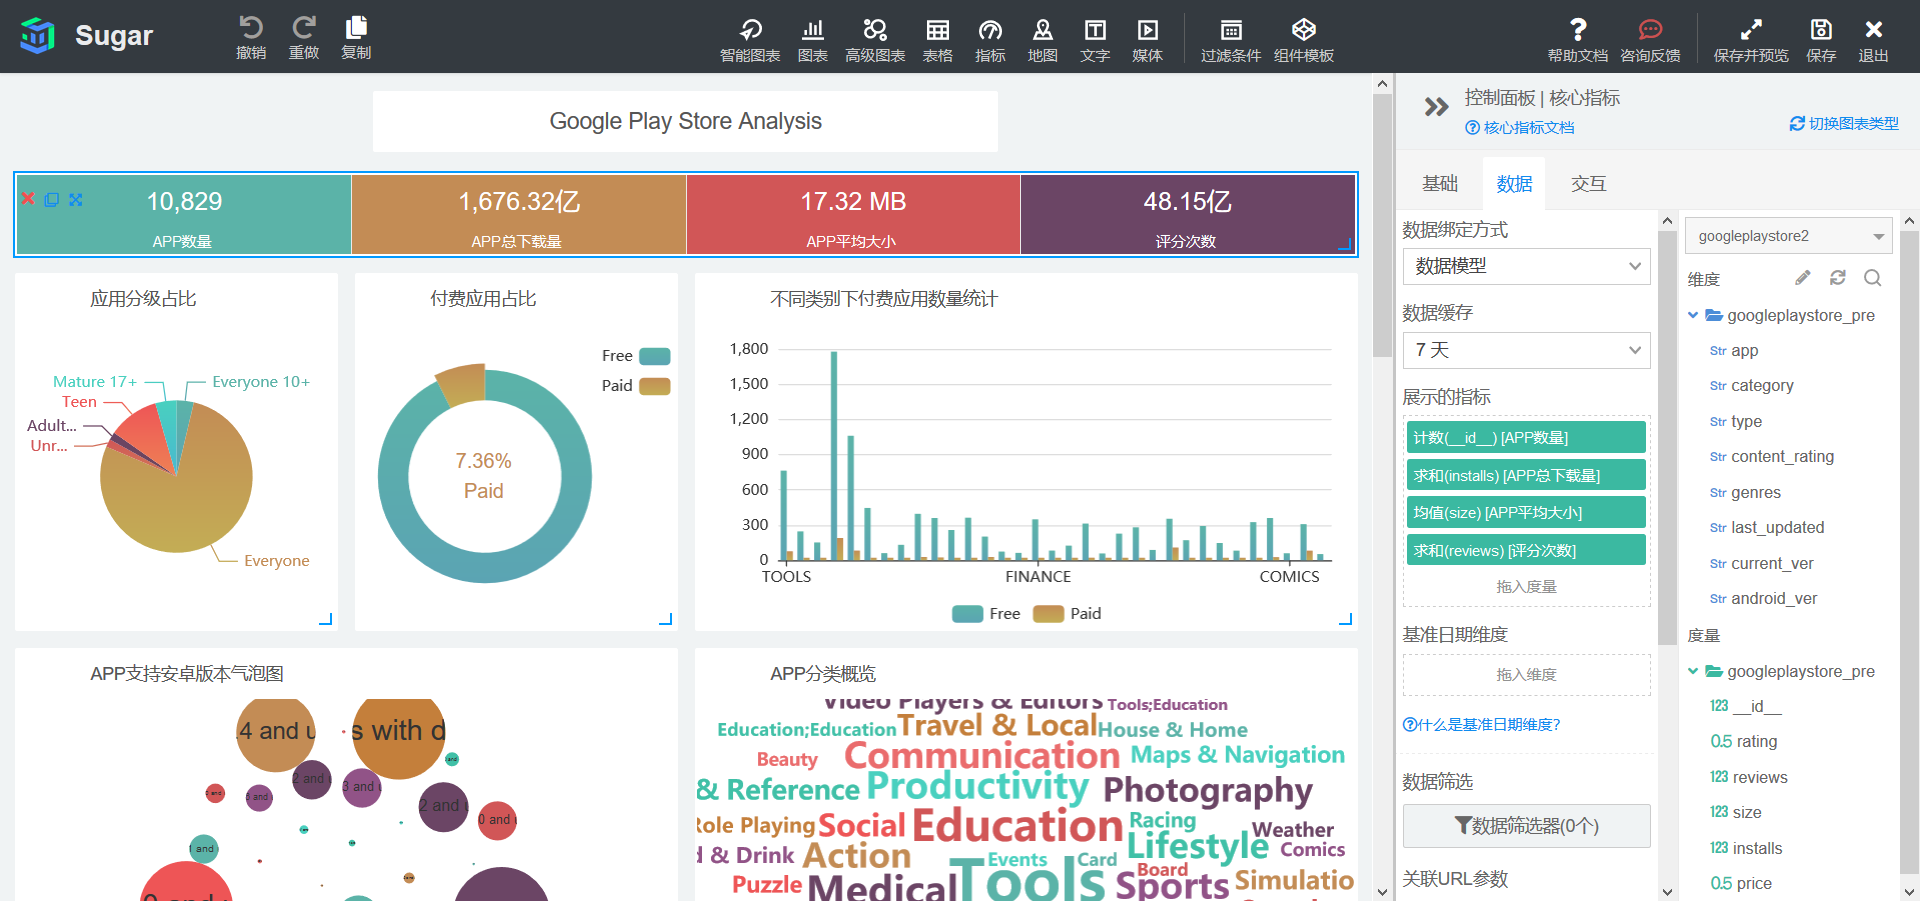 Sugar
撤销
重做
复制
智能图表
图表
高级图表
表格
指标
地图
文字
媒体
过滤条件
组件模板
帮助文档
咨询反馈
保存并预览
保存
退出
Google Play Store Analysis
10,829
APP数量
1,676.32亿
APP总下载量
17.32 MB
APP平均大小
48.15亿
评分次数
应用分级占比
Mature 17+
Everyone 10+
Teen
Adult...
Unr...
Everyone
付费应用占比
Free
Paid
7.36%
Paid
不同类别下付费应用数量统计
1,800
1,500
1,200
900
600
300
0
TOOLS
FINANCE
COMICS
Free
Paid
APP支持安卓版本气泡图
.4 and u
s with d
2 and u
3 and u
3 and u
2 and u
0 and u
1 and
0 and u
APP分类概览
Video Players & Editors
Tools;Education
Education;Education
Travel & Local
House & Home
Beauty
Communication
Maps & Navigation
& Reference
Productivity
Photography
Role Playing
Social
Education
Racing
Weather
d & Drink
Action
Events
Card
Lifestyle
Comics
Puzzle
Medical
Tools
Board
Sports
Simulatio
控制面板 | 核心指标
核心指标文档
切换图表类型
基础
数据
交互
数据绑定方式
数据模型
数据缓存
7 天
展示的指标
计数(__id__) [APP数量]
求和(installs) [APP总下载量]
均值(size) [APP平均大小]
求和(reviews) [评分次数]
拖入度量
基准日期维度
拖入维度
什么是基准日期维度?
数据筛选
数据筛选器(0个)
关联URL参数
googleplaystore2
维度
googleplaystore_pre
Str app
Str category
Str type
Str content_rating
Str genres
Str last_updated
Str current_ver
Str android_ver
度量
googleplaystore_pre
123 __id__
0.5 rating
123 reviews
123 size
123 installs
0.5 price